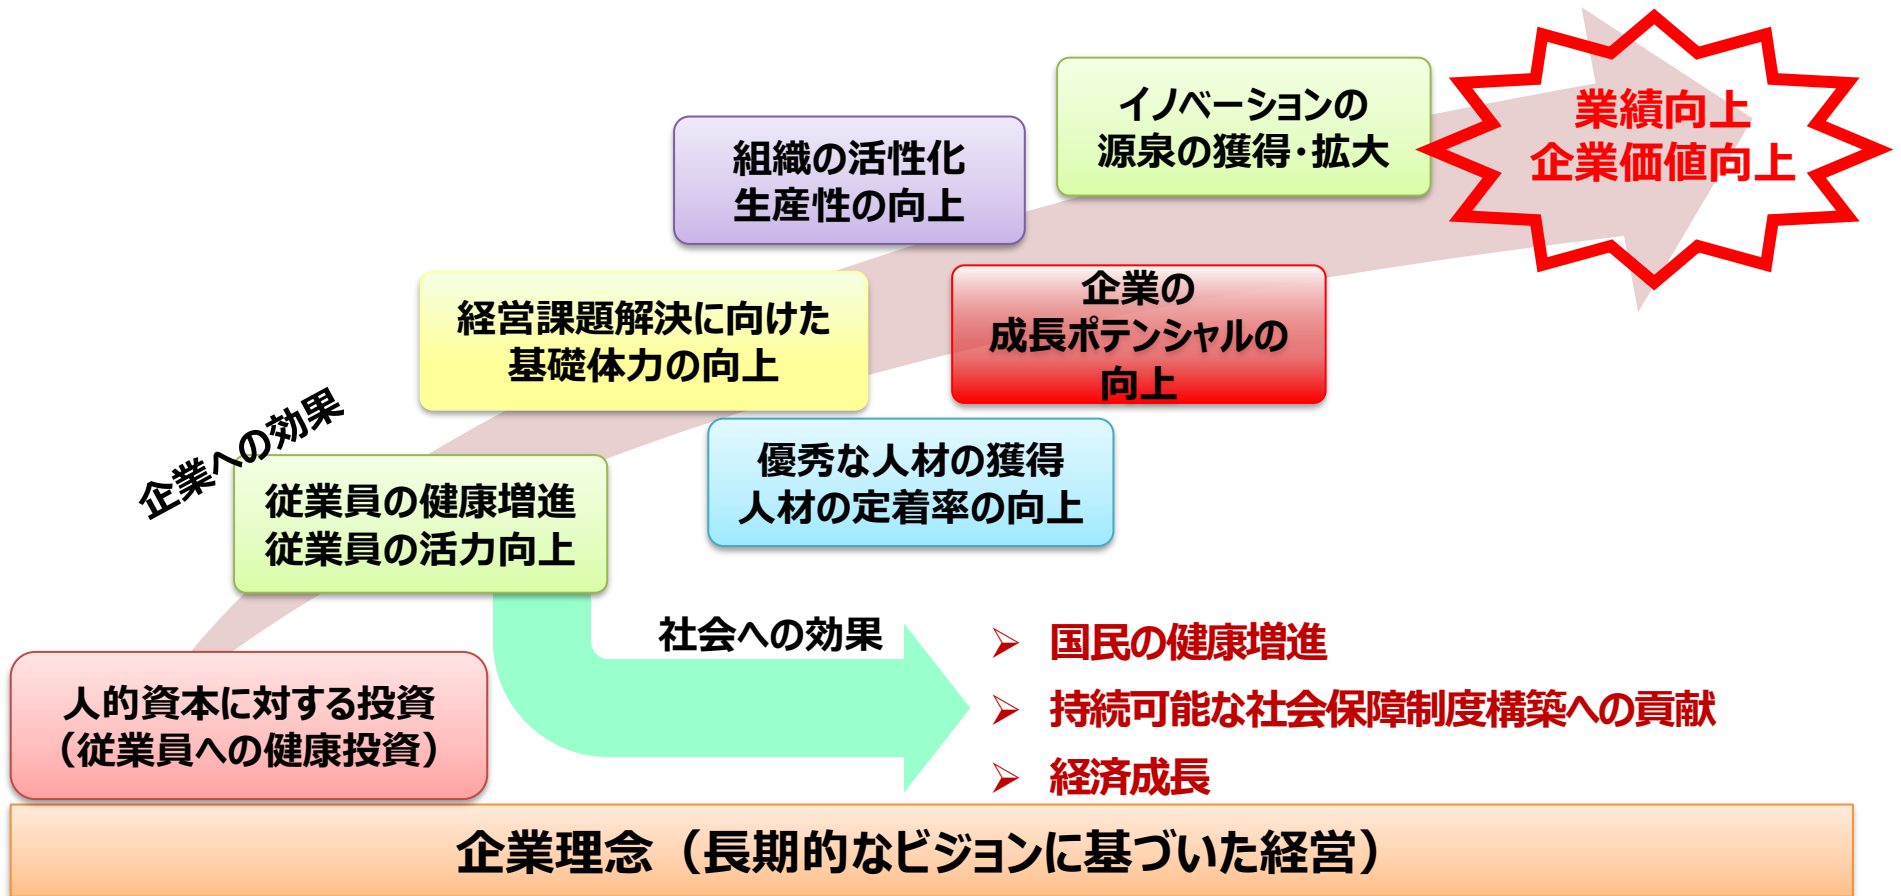 イノベーションの
源泉の獲得･拡大
業績向上
企業価値向上
組織の活性化
生産性の向上
経営課題解決に向けた
基礎体力の向上
企業の
成長ポテンシャルの
向上
企業への効果
優秀な人材の獲得
人材の定着率の向上
従業員の健康増進
従業員の活力向上
社会への効果
➢ 国民の健康増進
➢ 持続可能な社会保障制度構築への貢献
➢ 経済成長
人的資本に対する投資
（従業員への健康投資）
企業理念（長期的なビジョンに基づいた経営）